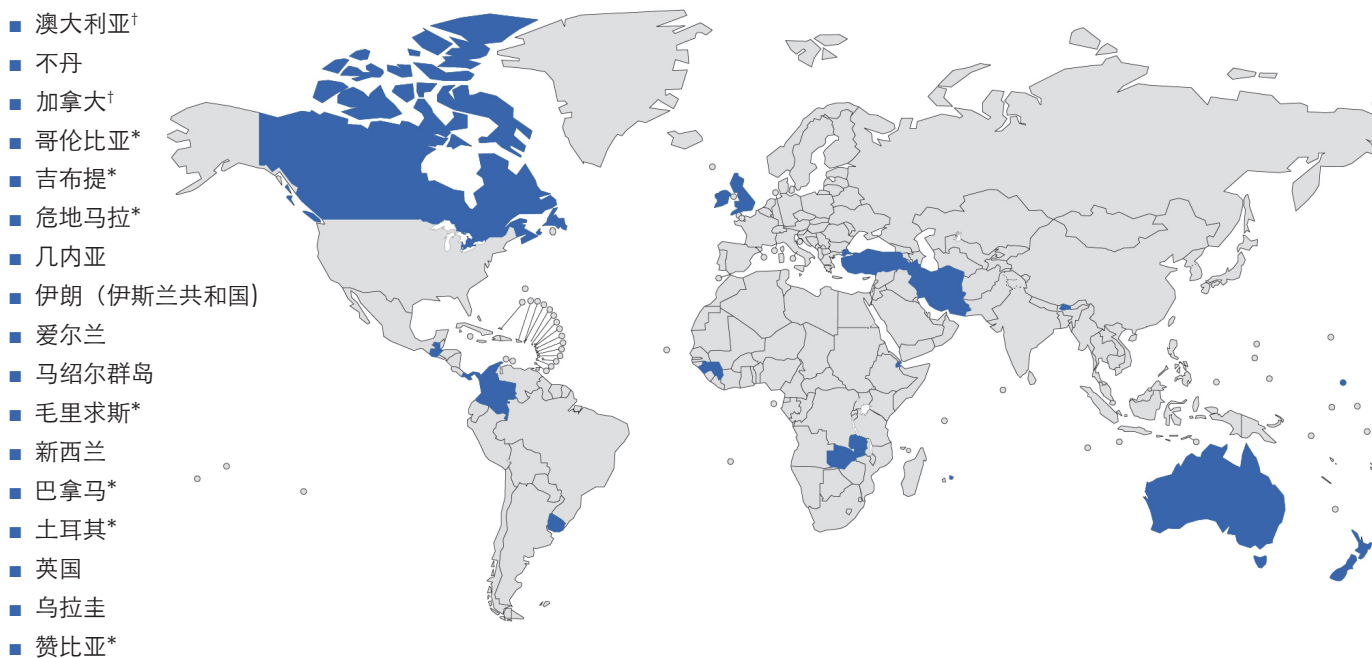 澳大利亚†
不丹
加拿大†
哥伦比亚*
吉布提*
危地马拉*
几内亚
伊朗（伊斯兰共和国)
爱尔兰
马绍尔群岛
毛里求斯*
新西兰
巴拿马*
土耳其*
英国
乌拉圭
赞比亚*